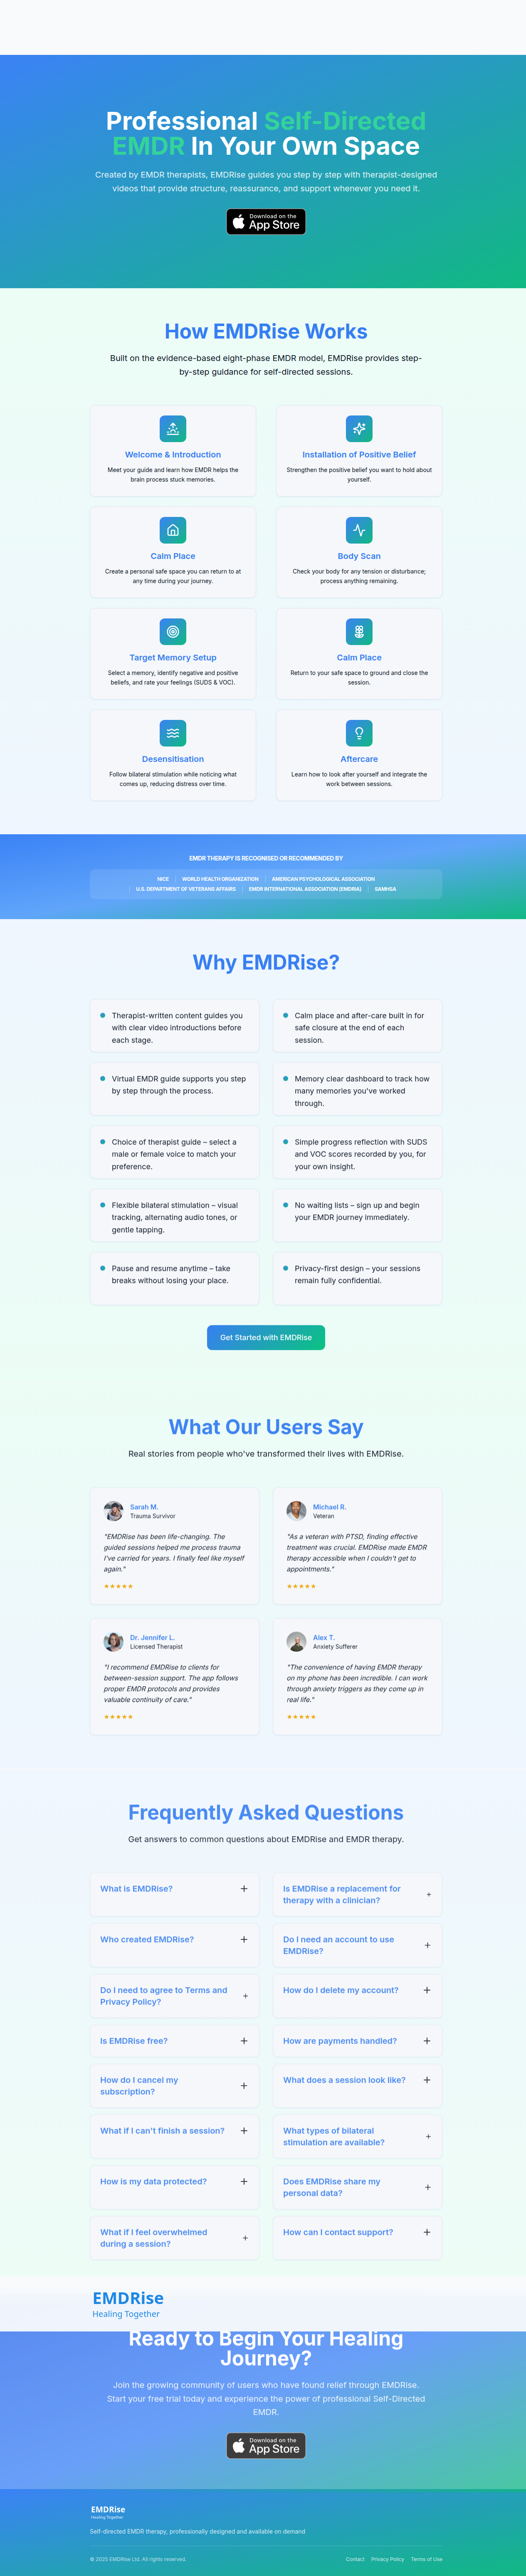 Professional Self-Directed
EMDR In Your Own Space
Created by EMDR therapists, EMDRise guides you step by step with therapist-designed
videos that provide structure, reassurance, and support whenever you need it.
Download on the
App Store
How EMDRise Works
Built on the evidence-based eight-phase EMDR model, EMDRise provides step-
by-step guidance for self-directed sessions.
Welcome & Introduction
Meet your guide and learn how EMDR helps the
brain process stuck memories.
Installation of Positive Belief
Strengthen the positive belief you want to hold about
yourself.
Calm Place
Create a personal safe space you can return to at
any time during your journey.
Body Scan
Check your body for any tension or disturbance;
process anything remaining.
Target Memory Setup
Select a memory, identify negative and positive
beliefs, and rate your feelings (SUDS & VOC).
Calm Place
Return to your safe space to ground and close the
session.
Desensitisation
Follow bilateral stimulation while noticing what
comes up, reducing distress over time.
Aftercare
Learn how to look after yourself and integrate the
work between sessions.
EMDR THERAPY IS RECOGNISED OR RECOMMENDED BY
NICE | WORLD HEALTH ORGANIZATION | AMERICAN PSYCHOLOGICAL ASSOCIATION
| U.S. DEPARTMENT OF VETERANS AFFAIRS | EMDR INTERNATIONAL ASSOCIATION (EMDRIA) | SAMHSA
Why EMDRise?
Therapist-written content guides you
with clear video introductions before
each stage.
Calm place and after-care built in for
safe closure at the end of each
session.
Virtual EMDR guide supports you step
by step through the process.
Memory clear dashboard to track how
many memories you've worked
through.
Choice of therapist guide – select a
male or female voice to match your
preference.
Simple progress reflection with SUDS
and VOC scores recorded by you, for
your own insight.
Flexible bilateral stimulation – visual
tracking, alternating audio tones, or
gentle tapping.
No waiting lists – sign up and begin
your EMDR journey immediately.
Pause and resume anytime – take
breaks without losing your place.
Privacy-first design – your sessions
remain fully confidential.
Get Started with EMDRise
What Our Users Say
Real stories from people who've transformed their lives with EMDRise.
Sarah M.
Trauma Survivor
"EMDRise has been life-changing. The
guided sessions helped me process trauma
I've carried for years. I finally feel like myself
again."
★★★★★
Michael R.
Veteran
"As a veteran with PTSD, finding effective
treatment was crucial. EMDRise made EMDR
therapy accessible when I couldn't get to
appointments."
★★★★★
Dr. Jennifer L.
Licensed Therapist
"I recommend EMDRise to clients for
between-session support. The app follows
proper EMDR protocols and provides
valuable continuity of care."
★★★★★
Alex T.
Anxiety Sufferer
"The convenience of having EMDR therapy
on my phone has been incredible. I can work
through anxiety triggers as they come up in
real life."
★★★★★
Frequently Asked Questions
Get answers to common questions about EMDRise and EMDR therapy.
What is EMDRise? +
Is EMDRise a replacement for
therapy with a clinician? +
Who created EMDRise? +
Do I need an account to use
EMDRise? +
Do I need to agree to Terms and
Privacy Policy? +
How do I delete my account? +
Is EMDRise free? +
How are payments handled? +
How do I cancel my
subscription? +
What does a session look like? +
What if I can't finish a session? +
What types of bilateral
stimulation are available? +
How is my data protected? +
Does EMDRise share my
personal data? +
What if I feel overwhelmed
during a session? +
How can I contact support? +
EMDRise
Healing Together
Ready to Begin Your Healing
Journey?
Join the growing community of users who have found relief through EMDRise.
Start your free trial today and experience the power of professional Self-Directed
EMDR.
Download on the
App Store
EMDRise
Healing Together
Self-directed EMDR therapy, professionally designed and available on demand
© 2025 EMDRise Ltd. All rights reserved.
Contact Privacy Policy Terms of Use